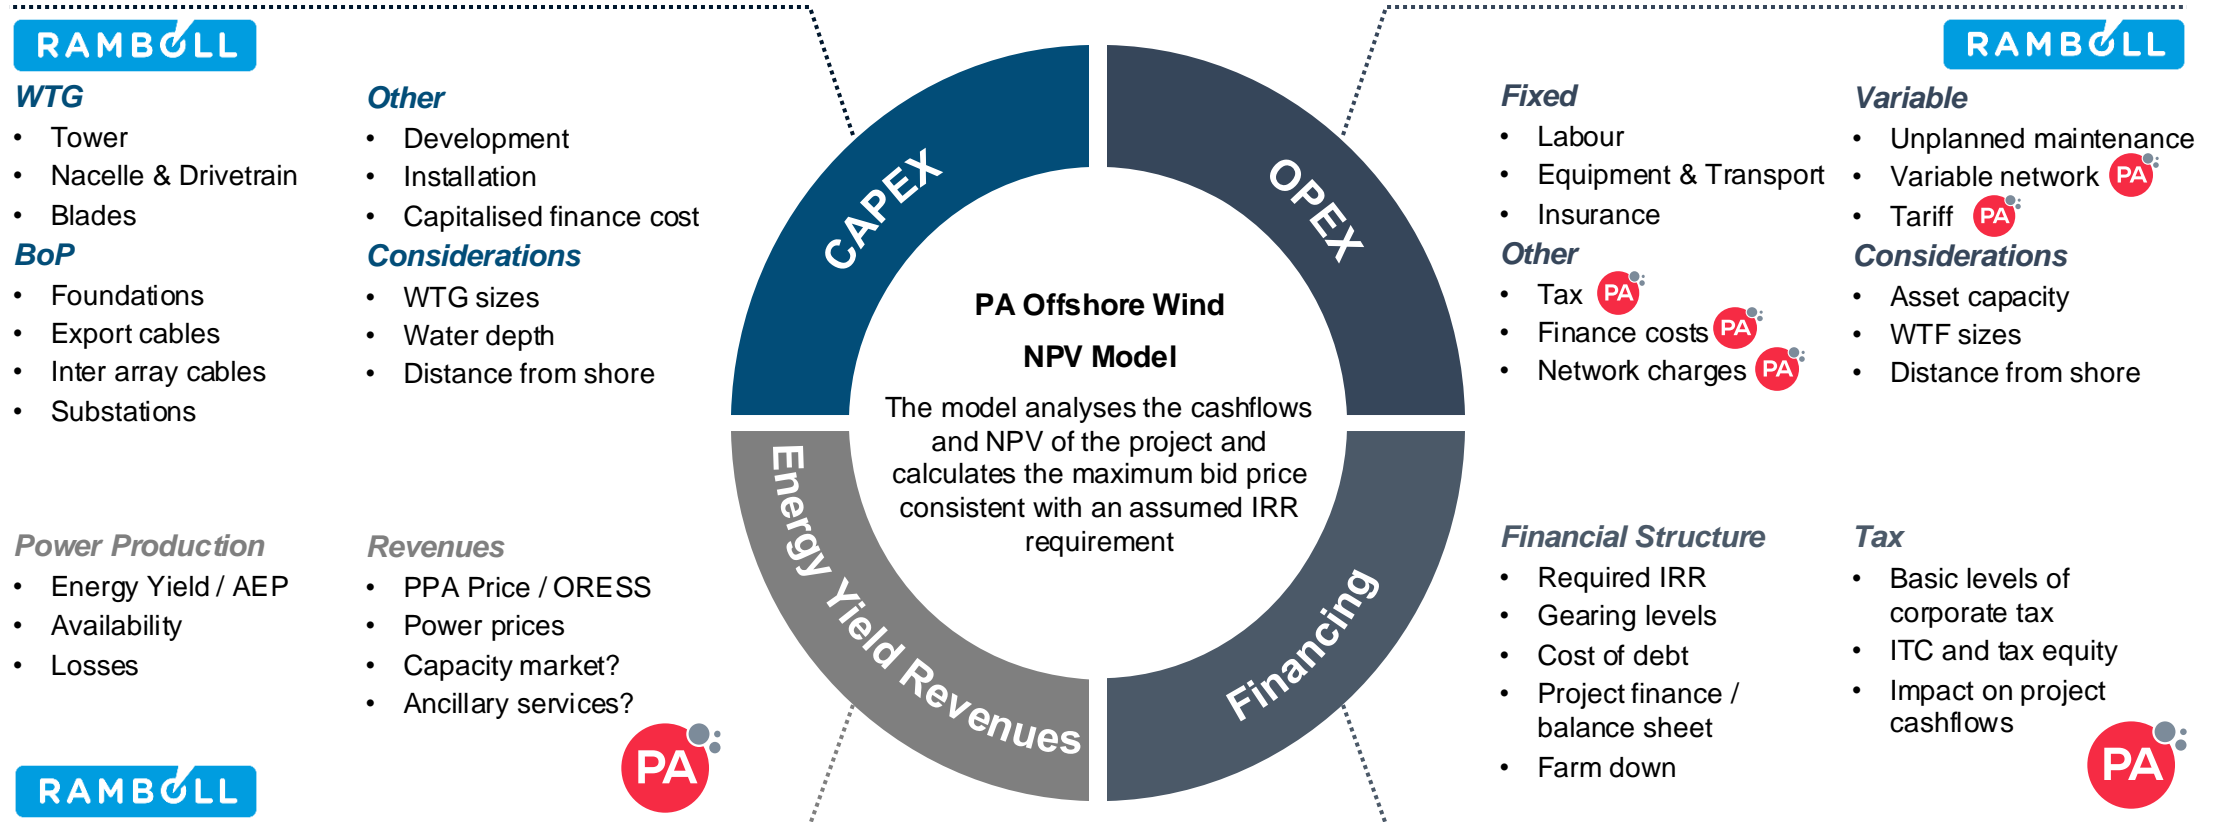 RAMBOLL
WTG
• Tower
• Nacelle & Drivetrain
• Blades
BoP
• Foundations
• Export cables
• Inter array cables
• Substations
Other
• Development
• Installation
• Capitalised finance cost
Considerations
• WTG sizes
• Water depth
• Distance from shore
CAPEX
OPEX
Energy Yield Revenues
Financing
PA Offshore Wind
NPV Model
The model analyses the cashflows
and NPV of the project and
calculates the maximum bid price
consistent with an assumed IRR
requirement
RAMBOLL
Fixed
• Labour
• Equipment & Transport
• Insurance
Other
• Tax PA
• Finance costs PA
• Network charges PA
Variable
• Unplanned maintenance
• Variable network PA
• Tariff PA
Considerations
• Asset capacity
• WTF sizes
• Distance from shore
Power Production
• Energy Yield / AEP
• Availability
• Losses
RAMBOLL
Revenues
• PPA Price / ORESS
• Power prices
• Capacity market?
• Ancillary services?
PA
Financial Structure
• Required IRR
• Gearing levels
• Cost of debt
• Project finance /
balance sheet
• Farm down
Tax
• Basic levels of
corporate tax
• ITC and tax equity
• Impact on project
cashflows
PA